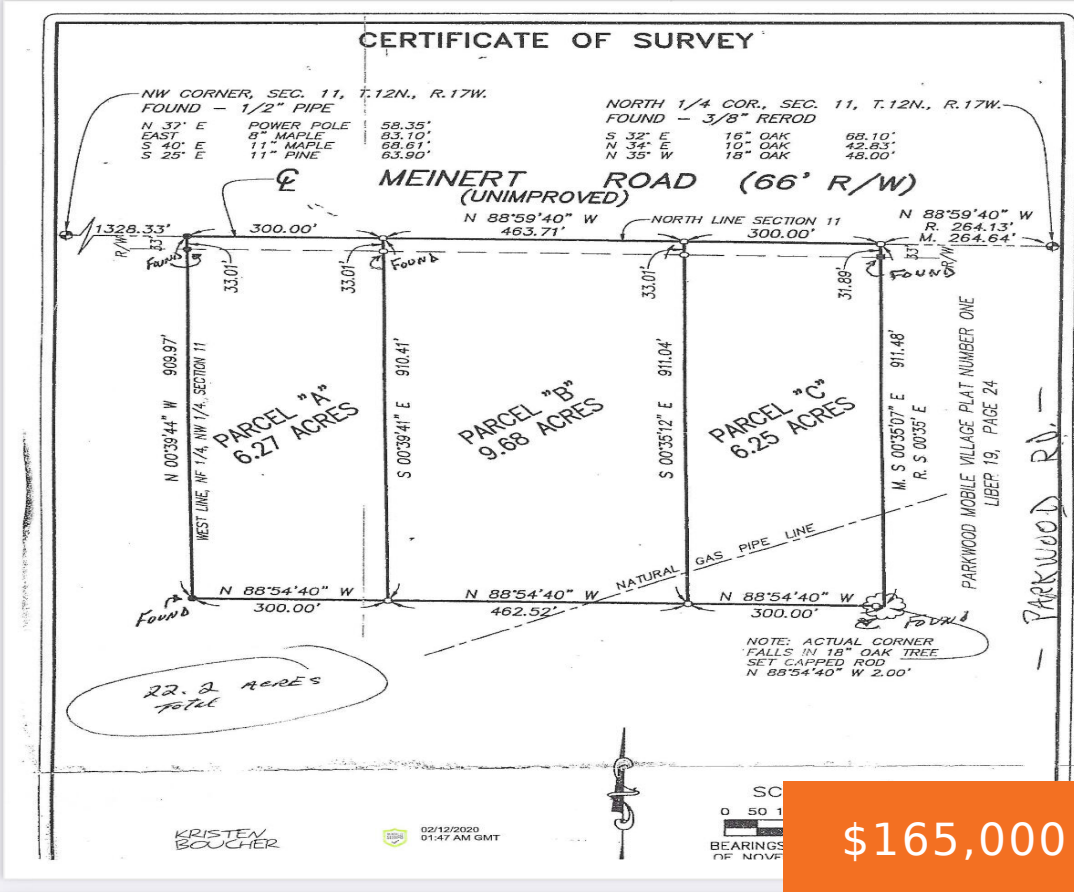 CERTIFICATE OF SURVEY
NW CORNER, SEC. 11, T.12N., R.17W.
FOUND – 1/2" PIPE
N 37° E POWER POLE 58.35'
EAST 8" MAPLE 83.10'
S 40° E 11" MAPLE 68.61'
S 25° E 11" PINE 63.90'
NORTH 1/4 COR., SEC. 11, T.12N., R.17W.
FOUND – 3/8" REROD
S 32° E 16" OAK 68.10'
N 34° E 10" OAK 42.83'
N 35° W 18" OAK 48.00'
℄ MEINERT ROAD (66' R/W)
(UNIMPROVED)
1328.33'
300.00'
N 88°59'40" W
463.71'
NORTH LINE SECTION 11
300.00'
N 88°59'40" W
R. 264.13'
M. 264.64'
R/W
33'
FOUND
33.01'
33.01'
FOUND
33.01'
31.89'
33'
R/W
FOUND
N 00°39'44" W 909.97'
WEST LINE, NE 1/4, NW 1/4, SECTION 11
PARCEL "A"
6.27 ACRES
S 00°39'41" E 910.41'
PARCEL "B"
9.68 ACRES
S 00°35'12" E 911.04'
PARCEL "C"
6.25 ACRES
M. S 00°35'07" E 911.48'
R. S 00°35' E
PARKWOOD MOBILE VILLAGE PLAT NUMBER ONE
LIBER 19, PAGE 24
- PARKWOOD RD. -
NATURAL GAS PIPE LINE
N 88°54'40" W
300.00'
N 88°54'40" W
462.52'
N 88°54'40" W
300.00'
FOUND
FOUND
NOTE: ACTUAL CORNER
FALLS IN 18" OAK TREE
SET CAPPED ROD
N 88°54'40" W 2.00'
22.2 ACRES
Total
KRISTEN
BOUCHER
02/12/2020
01:47 AM GMT
SC
0 50 1
BEARINGS
OF NOVE
$165,000